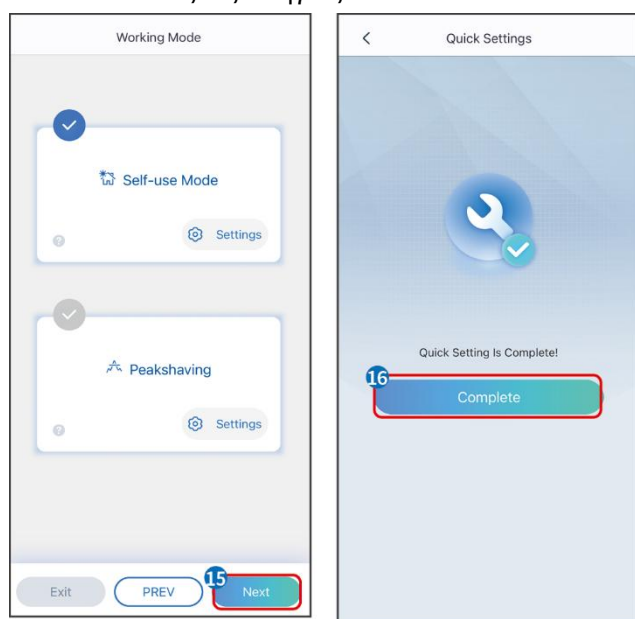 Working Mode
Self-use Mode
Settings
Peakshaving
Settings
Exit
PREV
15
Next
Quick Settings
Quick Setting Is Complete!
16
Complete